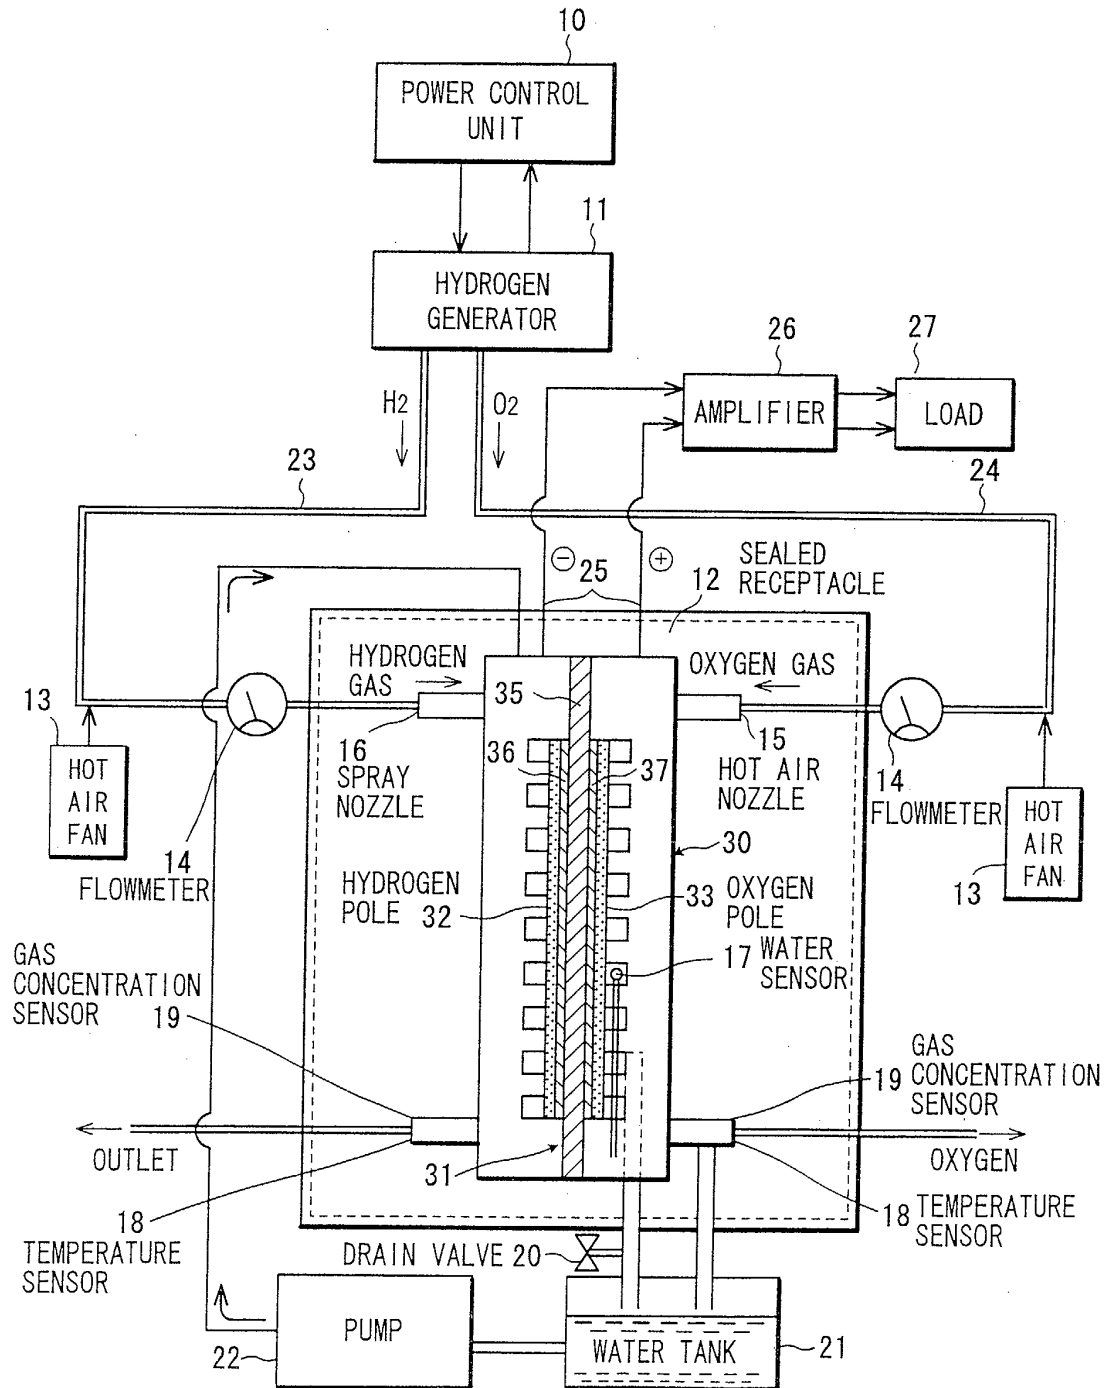 10
POWER CONTROL
UNIT
11
HYDROGEN
GENERATOR
26
27
AMPLIFIER
LOAD
H2
O2
23
24
⊖
⊕
25
SEALED
RECEPTACLE
12
HYDROGEN
GAS
OXYGEN GAS
35
13
HOT
AIR
FAN
16
SPRAY
NOZZLE
36
37
15
HOT AIR
NOZZLE
14
FLOWMETER
HOT
AIR
FAN
13
14
FLOWMETER
30
HYDROGEN
POLE
32
33
OXYGEN
POLE
17
WATER
SENSOR
GAS
CONCENTRATION
SENSOR
19
19
GAS
CONCENTRATION
SENSOR
OUTLET
OXYGEN
31
18
TEMPERATURE
SENSOR
18
TEMPERATURE
SENSOR
DRAIN VALVE
20
PUMP
22
WATER TANK
21